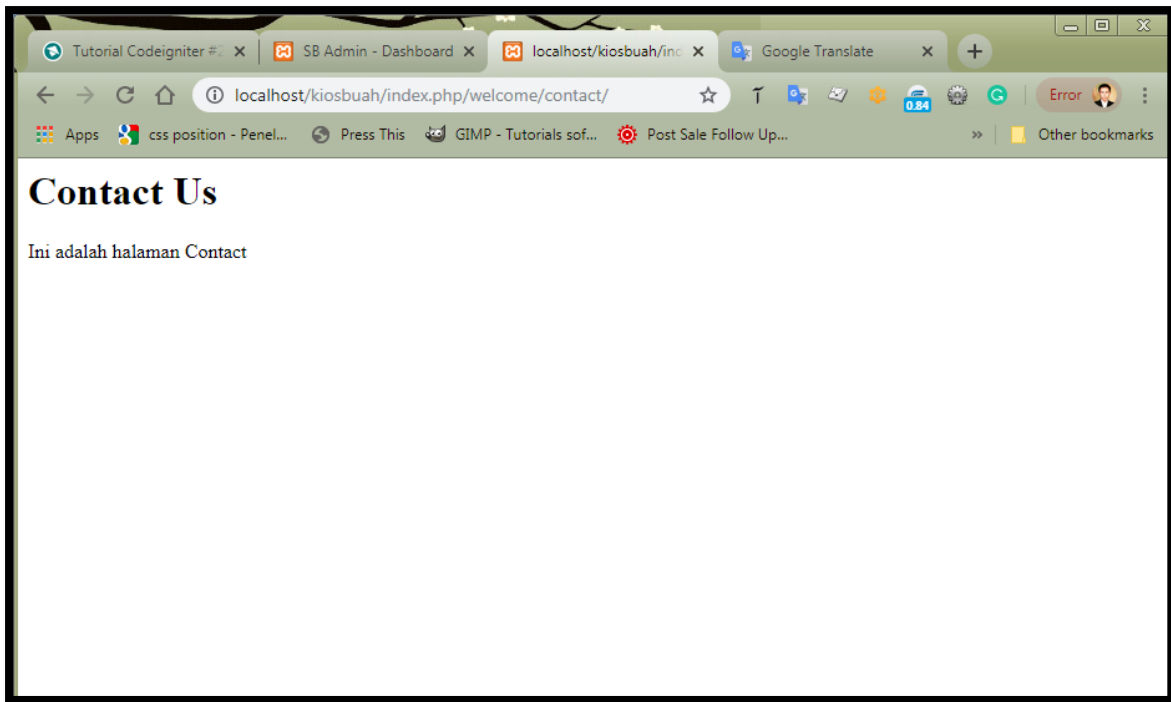 Tutorial Codeigniter #2
SB Admin - Dashboard
localhost/kiosbuah/inc
Google Translate
localhost/kiosbuah/index.php/welcome/contact/
0.84
Error
Apps
css position - Penel...
Press This
GIMP - Tutorials sof...
Post Sale Follow Up...
»
Other bookmarks
Contact Us
Ini adalah halaman Contact